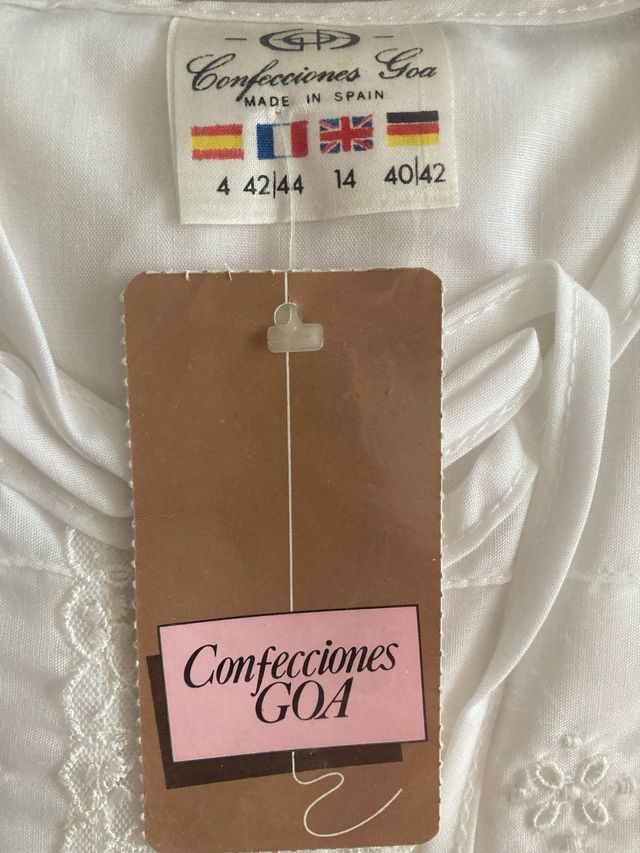 Confecciones Goa
MADE IN SPAIN
4 42|44 14 40|42
Confecciones
GOA